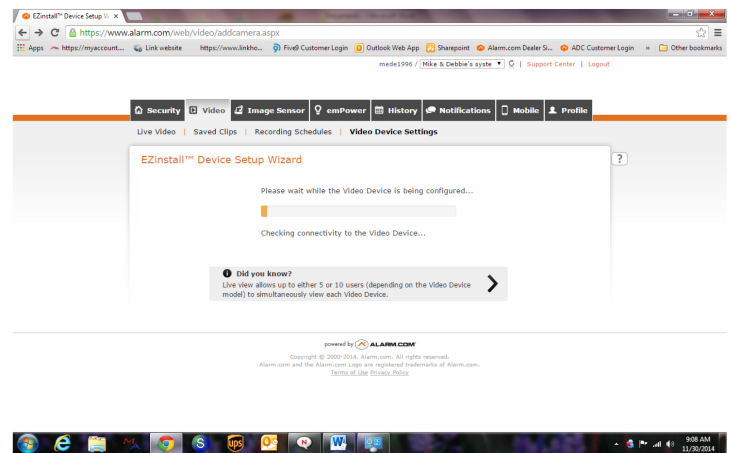 EZinstall™ Device Setup W
https://www.alarm.com/web/video/addcamera.aspx
Apps https://myaccount... Link website https://www.linkho... Five9 Customer Login Outlook Web App Sharepoint Alarm.com Dealer Si... ADC Customer Login » Other bookmarks
mede1996 / Mike & Debbie's syste | Support Center | Logout
Security Video Image Sensor emPower History Notifications Mobile Profile
Live Video | Saved Clips | Recording Schedules | Video Device Settings
EZinstall™ Device Setup Wizard ?
Please wait while the Video Device is being configured...
Checking connectivity to the Video Device...
Did you know?
Live view allows up to either 5 or 10 users (depending on the Video Device
model) to simultaneously view each Video Device.
powered by ALARM.COM
Copyright © 2000-2014, Alarm.com. All rights reserved.
Alarm.com and the Alarm.com Logo are registered trademarks of Alarm.com.
Terms of Use Privacy Policy
9:08 AM
11/30/2014